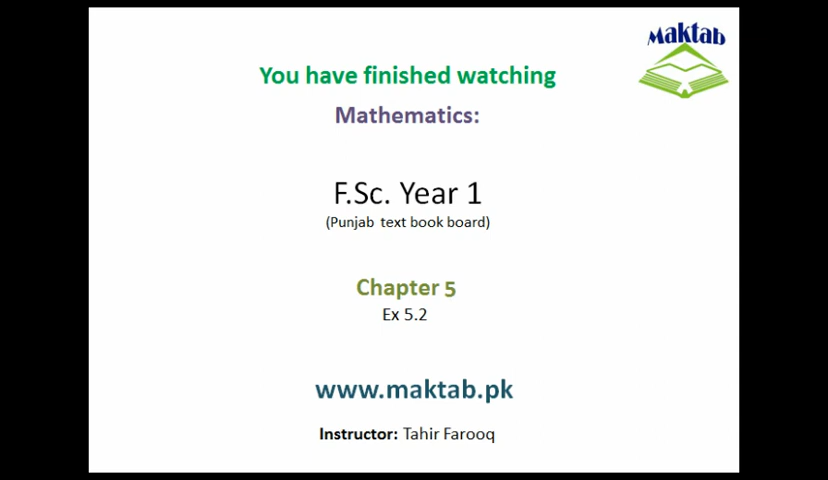 Maktab
You have finished watching
Mathematics:
F.Sc. Year 1
(Punjab text book board)
Chapter 5
Ex 5.2
www.maktab.pk
Instructor: Tahir Farooq